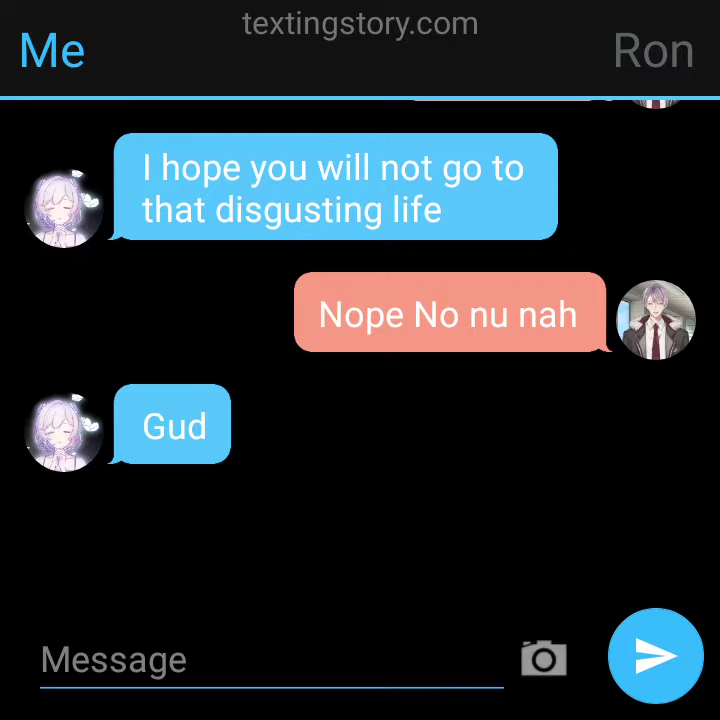 textingstory.com
Me
Ron
I hope you will not go to
that disgusting life
Nope No nu nah
Gud
Message